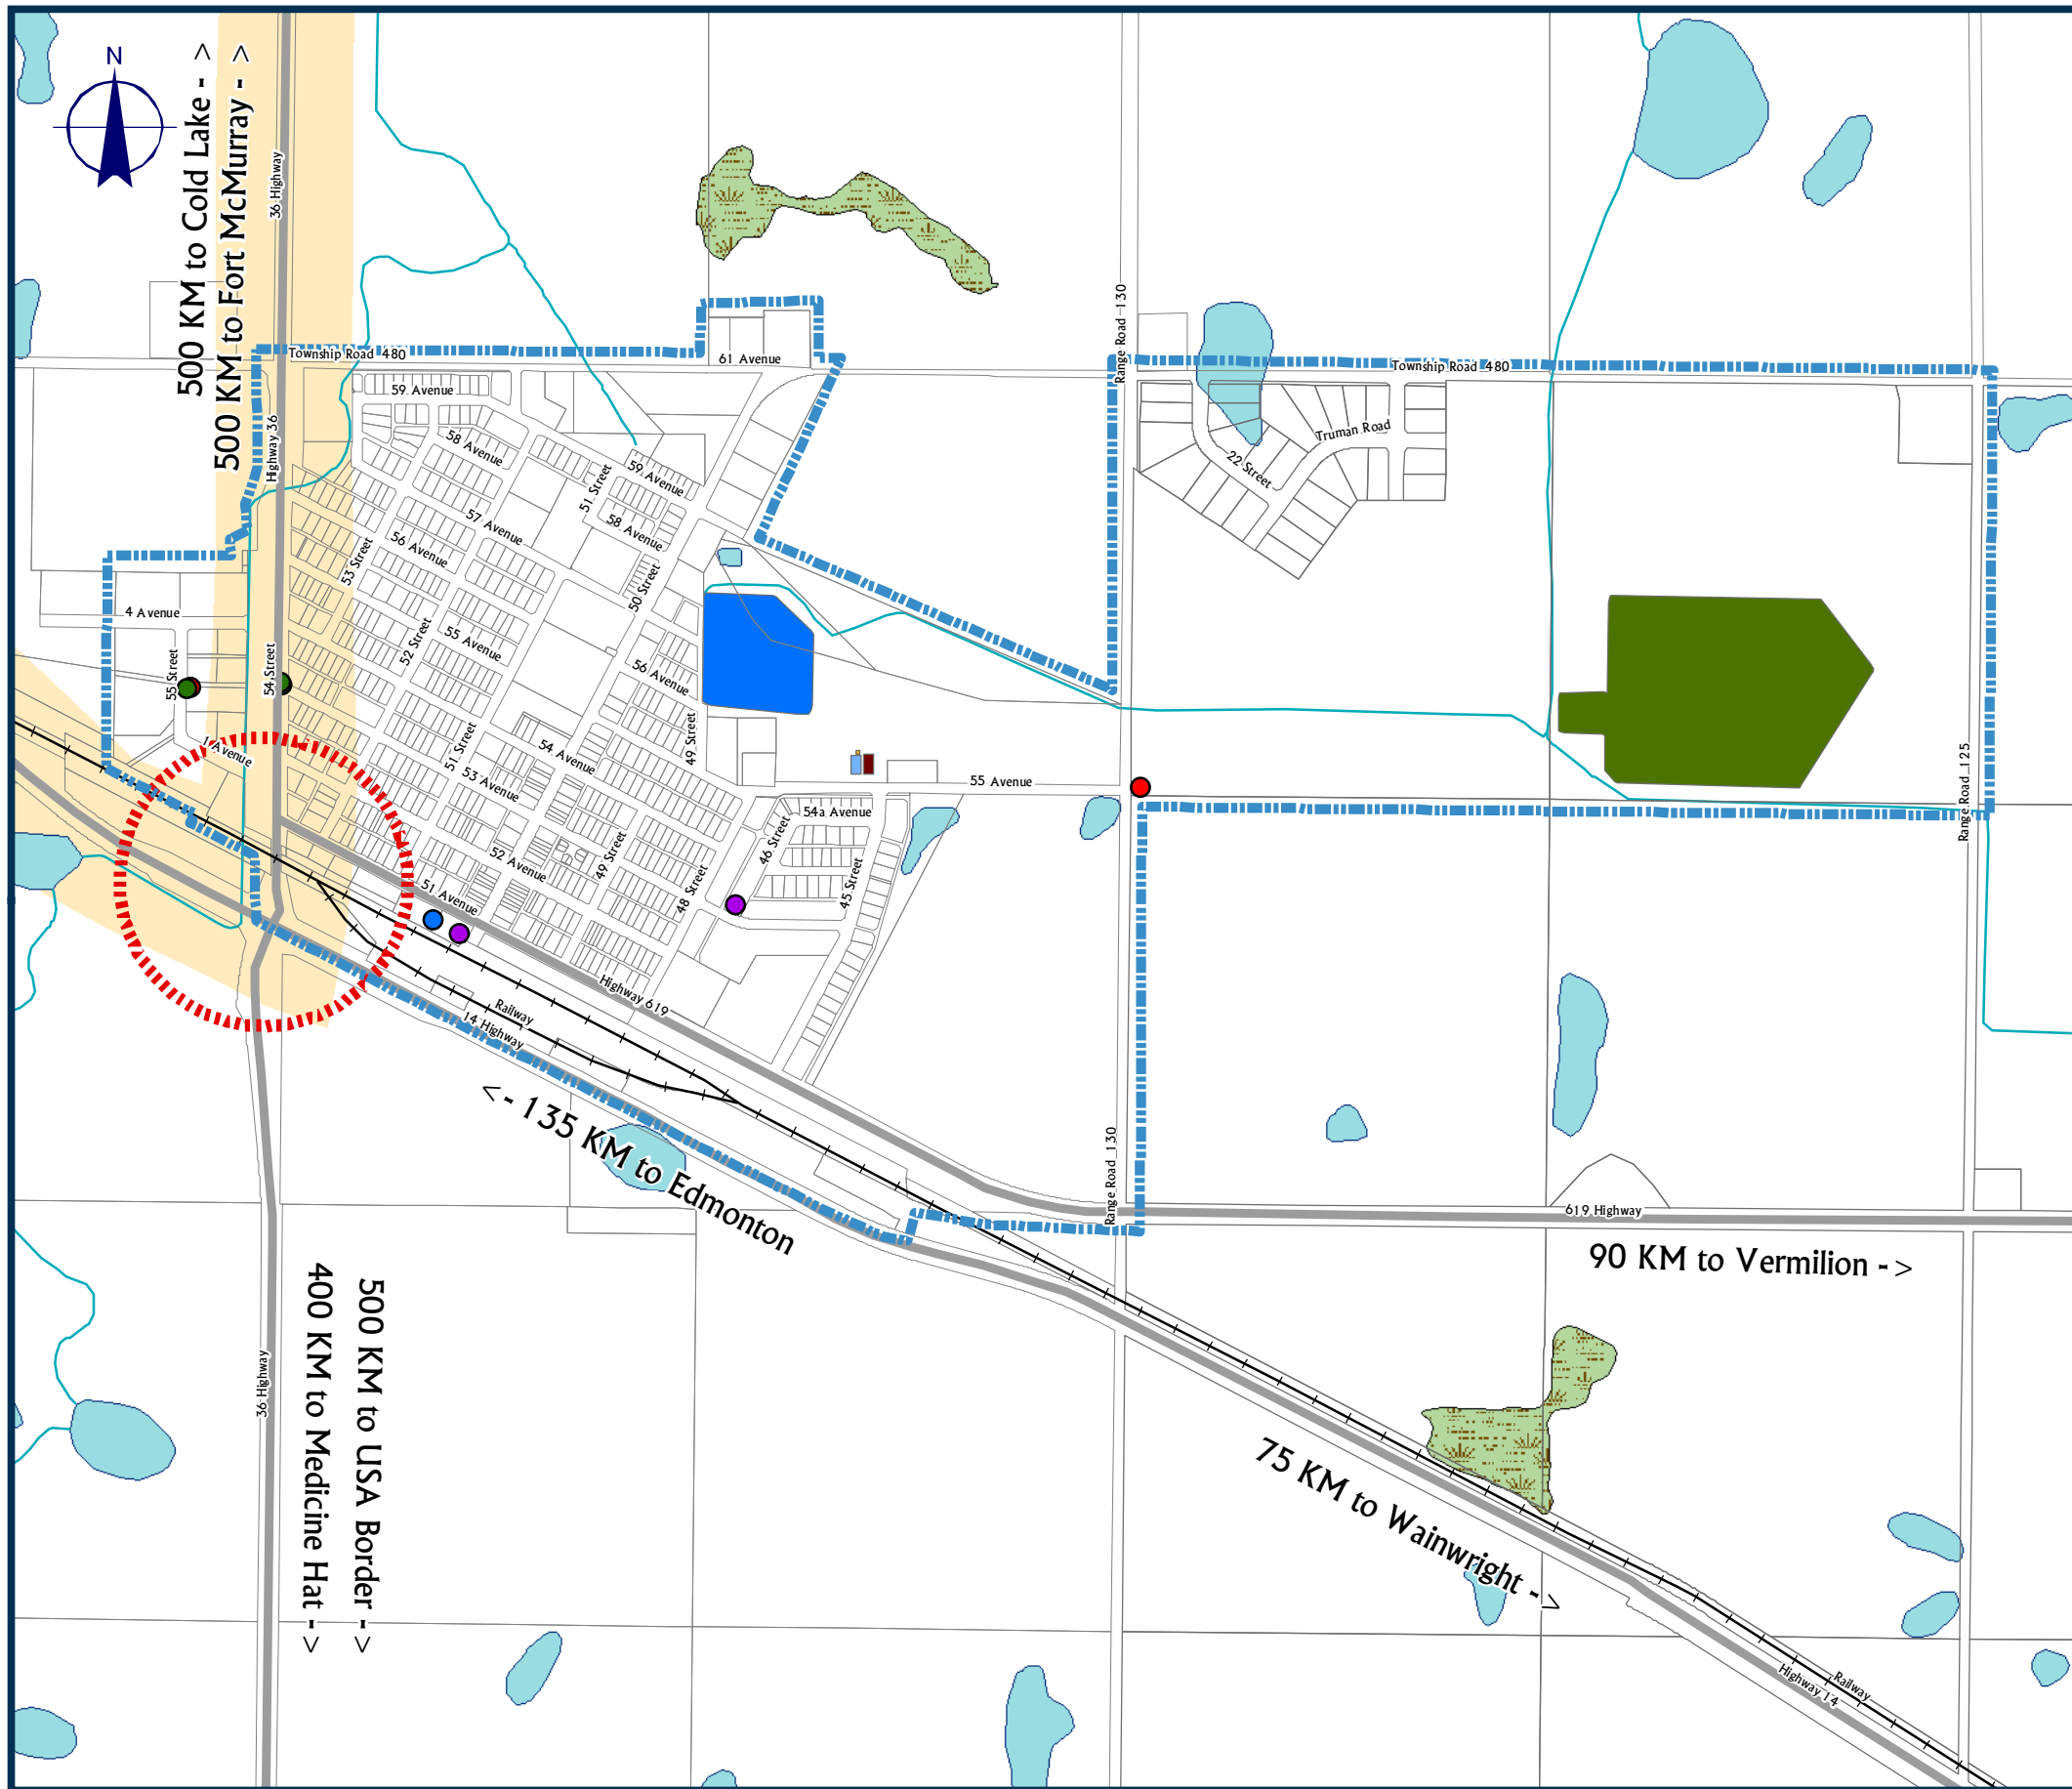 N
500 KM to Cold Lake - >
500 KM to Fort McMurray - >
36 Highway
Range Road 130
Township Road 480
61 Avenue
Township Road 480
59 Avenue
Highway 36
58 Avenue
51 Street
59 Avenue
Truman Road
22 Street
57 Avenue
58 Avenue
56 Avenue
53 Street
50 Street
4 Avenue
52 Street
55 Avenue
56 Avenue
55 Street
54 Street
1 Avenue
51 Street
54 Avenue
49 Street
53 Avenue
55 Avenue
Range Road 125
54a Avenue
46 Street
52 Avenue
49 Street
45 Street
48 Street
51 Avenue
Highway 619
Railway
14 Highway
<- 135 KM to Edmonton
Range Road 130
619 Highway
90 KM to Vermilion - >
36 Highway
400 KM to Medicine Hat - >
500 KM to USA Border - >
75 KM to Wainwright - >
Railway
Highway 14